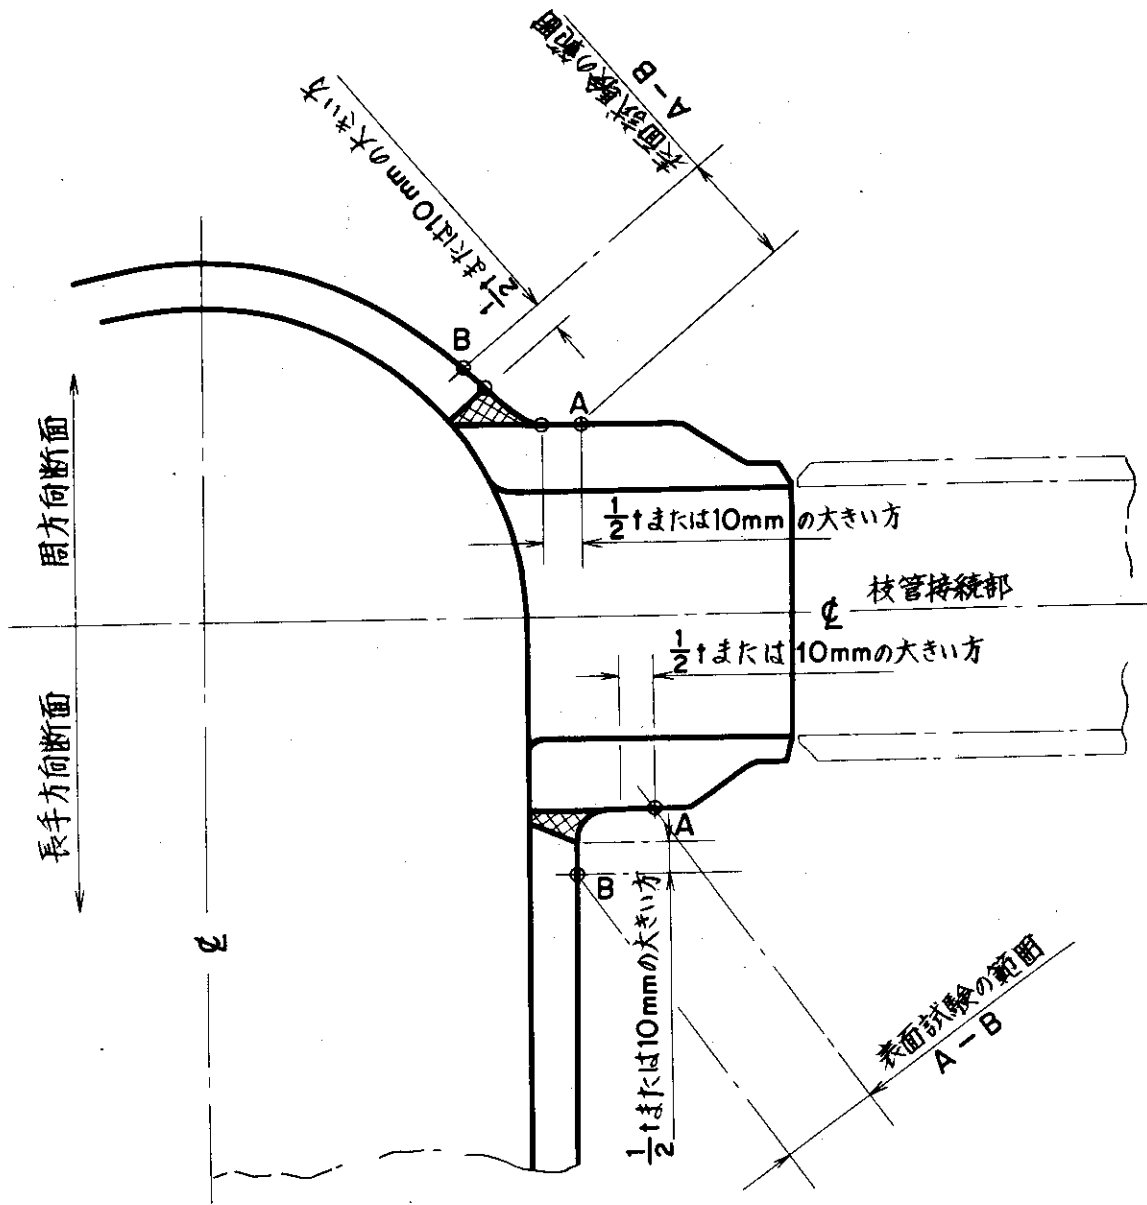 表面試験の範囲
A-B
1/2 tまたは10mmの大きい方
B
A
周方向断面
1/2 tまたは10mm の大きい方
℄ 枝管接続部
1/2 tまたは10mmの大きい方
長手方向断面
A
B
1/2 tまたは10mmの大きい方
℄
表面試験の範囲
A-B